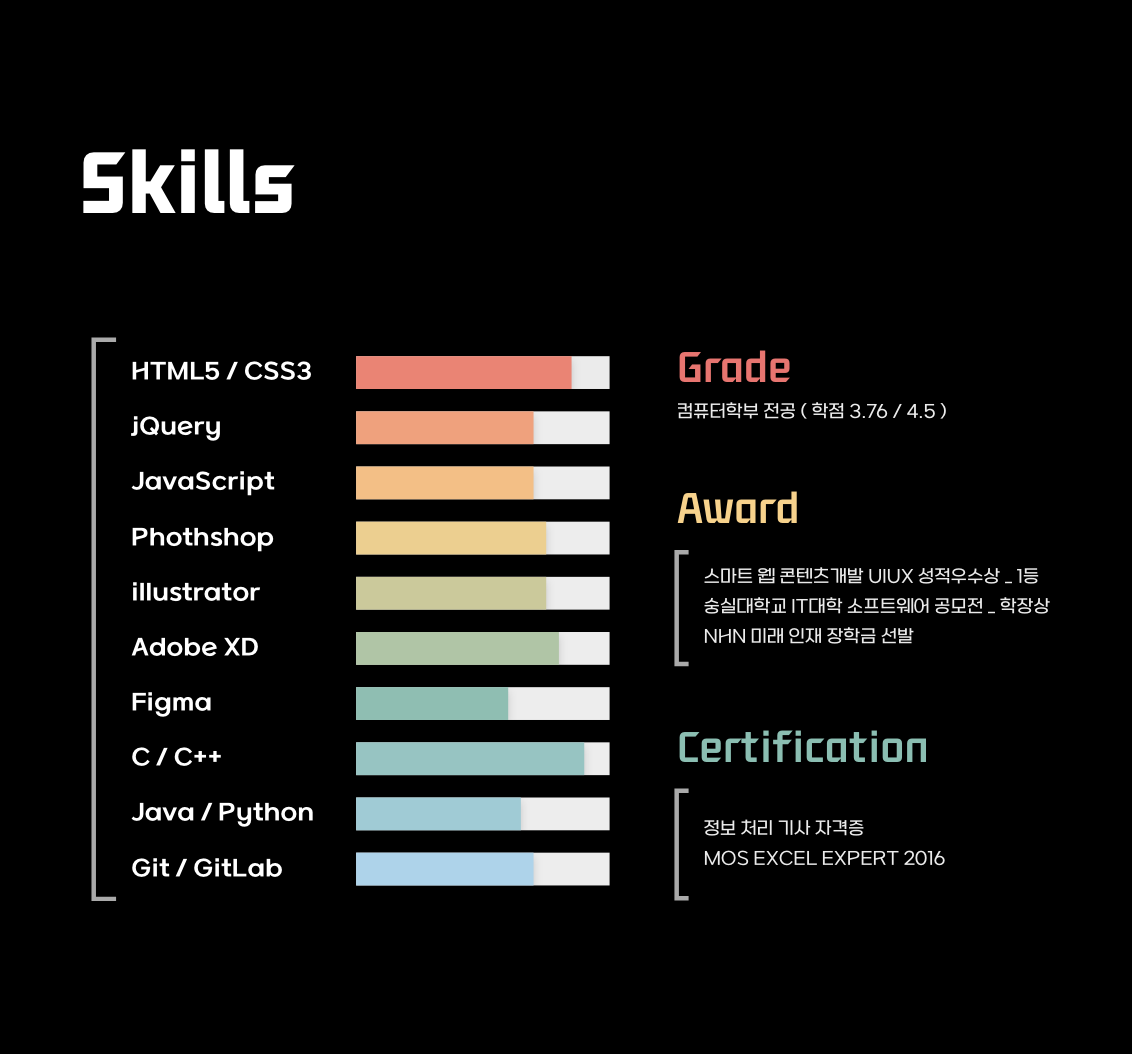 Skills
HTML5 / CSS3
jQuery
JavaScript
Phothshop
illustrator
Adobe XD
Figma
C / C++
Java / Python
Git / GitLab
Grade
컴퓨터학부 전공 ( 학점 3.76 / 4.5 )
Award
스마트 웹 콘텐츠개발 UIUX 성적우수상 _ 1등
숭실대학교 IT대학 소프트웨어 공모전 _ 학장상
NHN 미래 인재 장학금 선발
Certification
정보 처리 기사 자격증
MOS EXCEL EXPERT 2016